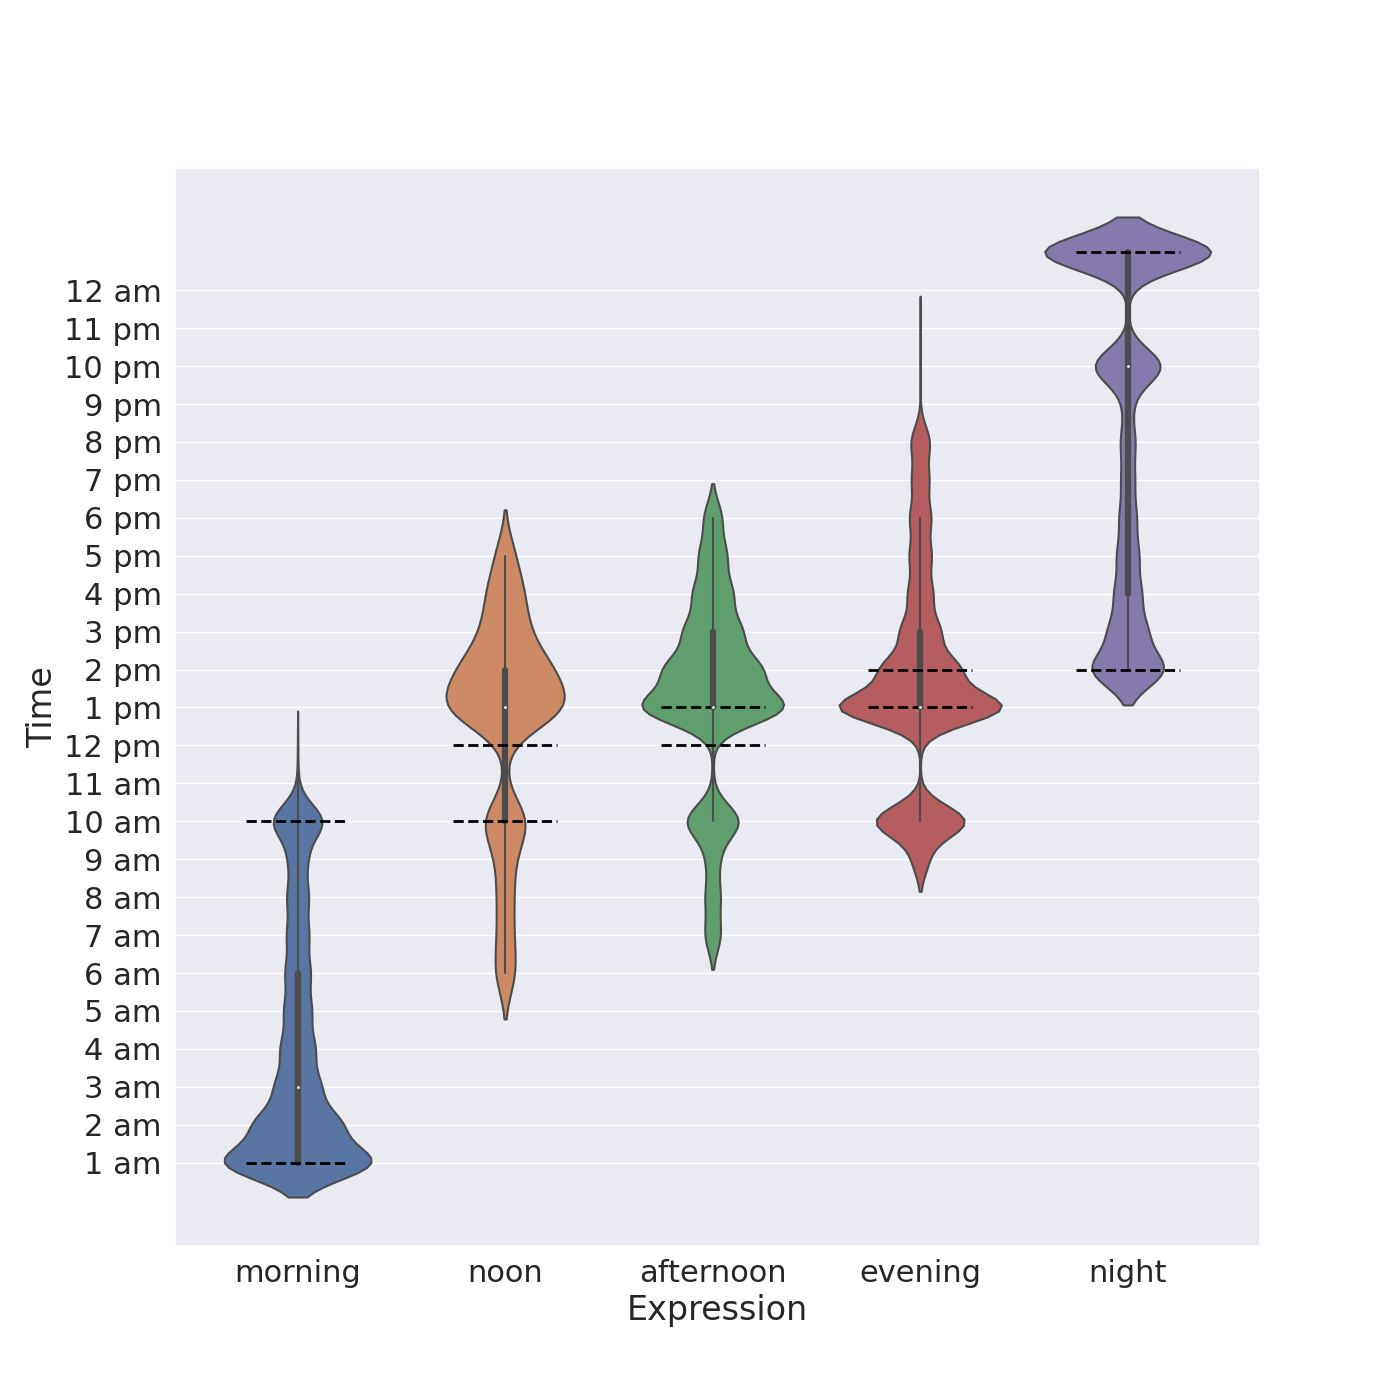 12 am
11 pm
10 pm
9 pm
8 pm
7 pm
6 pm
5 pm
4 pm
3 pm
2 pm
1 pm
12 pm
11 am
10 am
9 am
8 am
7 am
6 am
5 am
4 am
3 am
2 am
1 am
Time
morning noon afternoon evening night
Expression